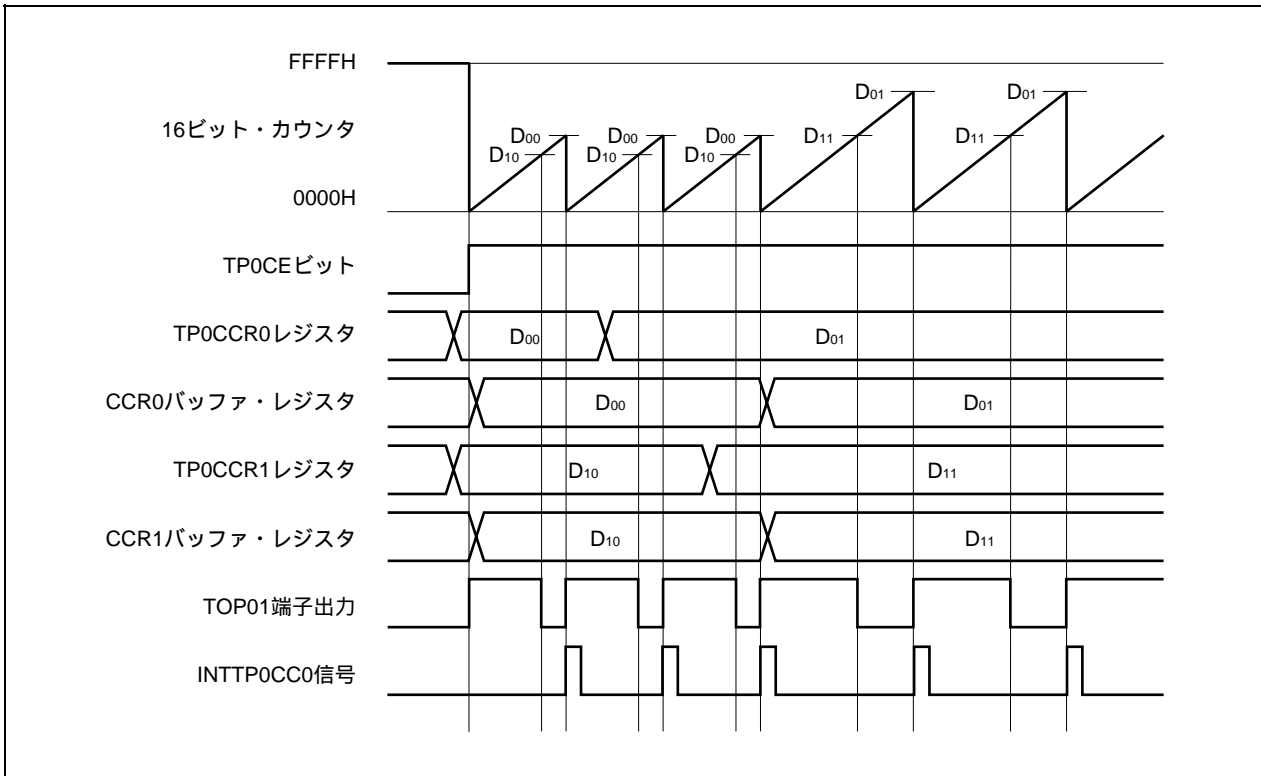 FFFFH
D01 D01
16ビット・カウンタ D00 D00 D00 D11 D11
D10 D10 D10
0000H
TP0CEビット
TP0CCR0レジスタ D00 D01
CCR0バッファ・レジスタ D00 D01
TP0CCR1レジスタ D10 D11
CCR1バッファ・レジスタ D10 D11
TOP01端子出力
INTTP0CC0信号